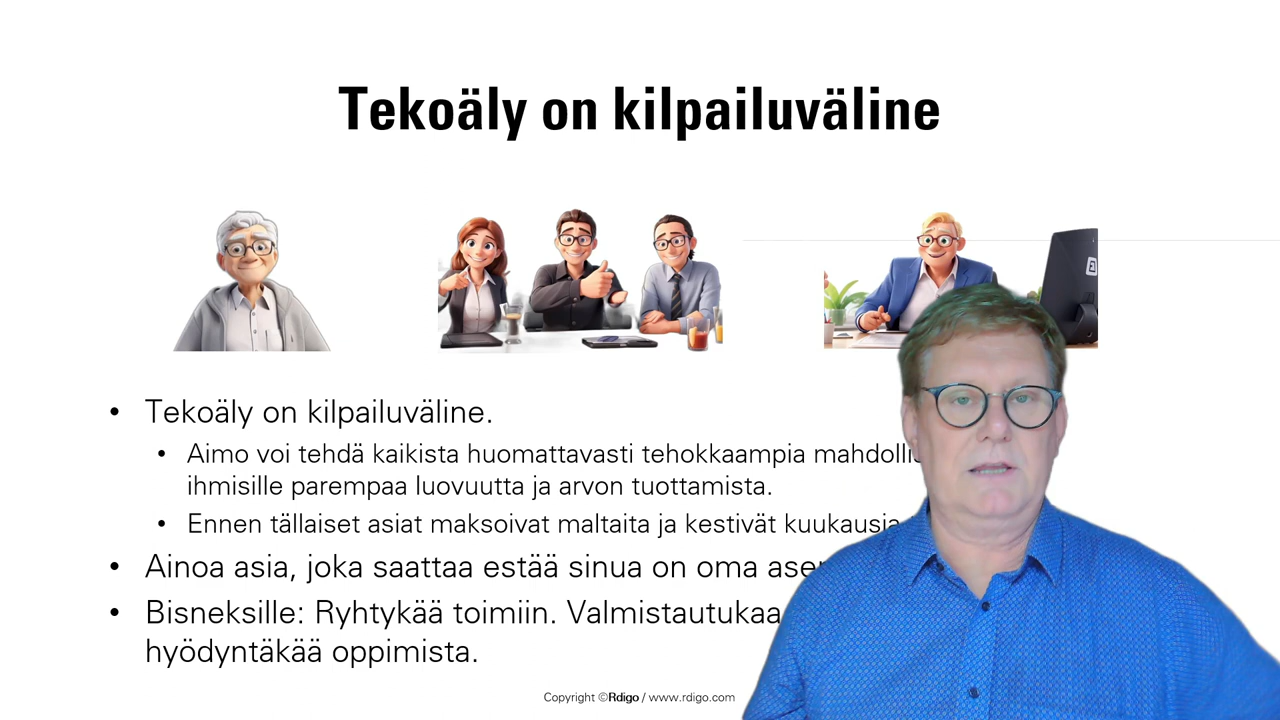 Tekoäly on kilpailuväline
• Tekoäly on kilpailuväline.
• Aimo voi tehdä kaikista huomattavasti tehokkaampia
ihmisille parempaa luovuutta ja arvon tuottamista.
• Ennen tällaiset asiat maksoivat maltaita ja kestivät kuukausia
• Ainoa asia, joka saattaa estää sinua on oma
• Bisneksille: Ryhtykää toimiin. Valmistautukaa
hyödyntäkää oppimista.
Copyright ©Rdigo / www.rdigo.com